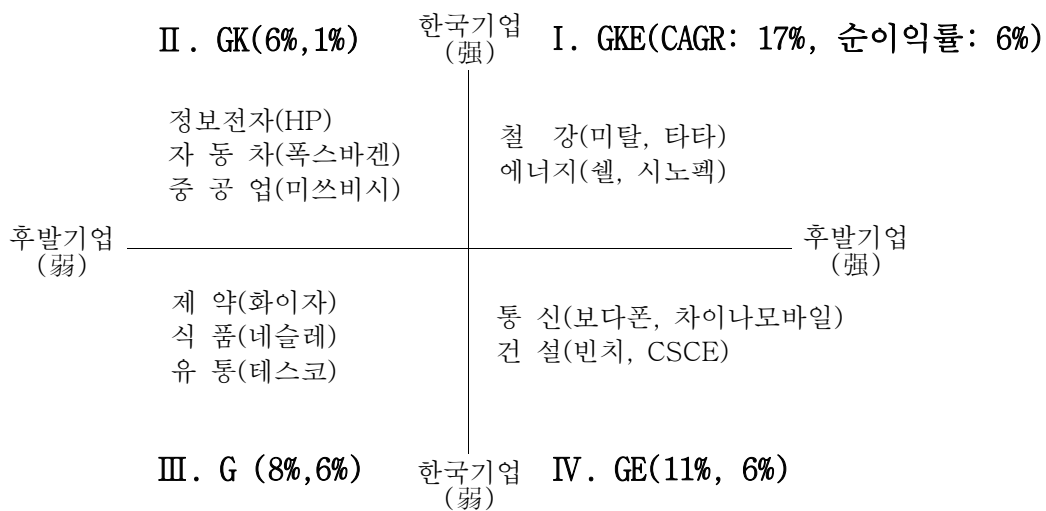 Ⅱ. GK(6%,1%)
한국기업
(强)
Ⅰ. GKE(CAGR: 17%, 순이익률: 6%)
정보전자(HP)
자 동 차(폭스바겐)
중 공 업(미쓰비시)
철 강(미탈, 타타)
에너지(쉘, 시노펙)
후발기업
(弱)
후발기업
(强)
제 약(화이자)
식 품(네슬레)
유 통(테스코)
통 신(보다폰, 차이나모바일)
건 설(빈치, CSCE)
Ⅲ. G (8%,6%)
한국기업
(弱)
Ⅳ. GE(11%, 6%)